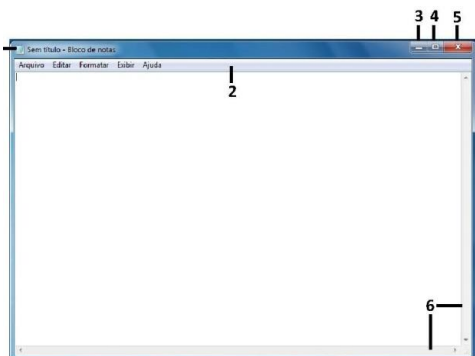 3 4 5
Sem título - Bloco de notas
X
Arquivo Editar Formatar Exibir Ajuda
2
6